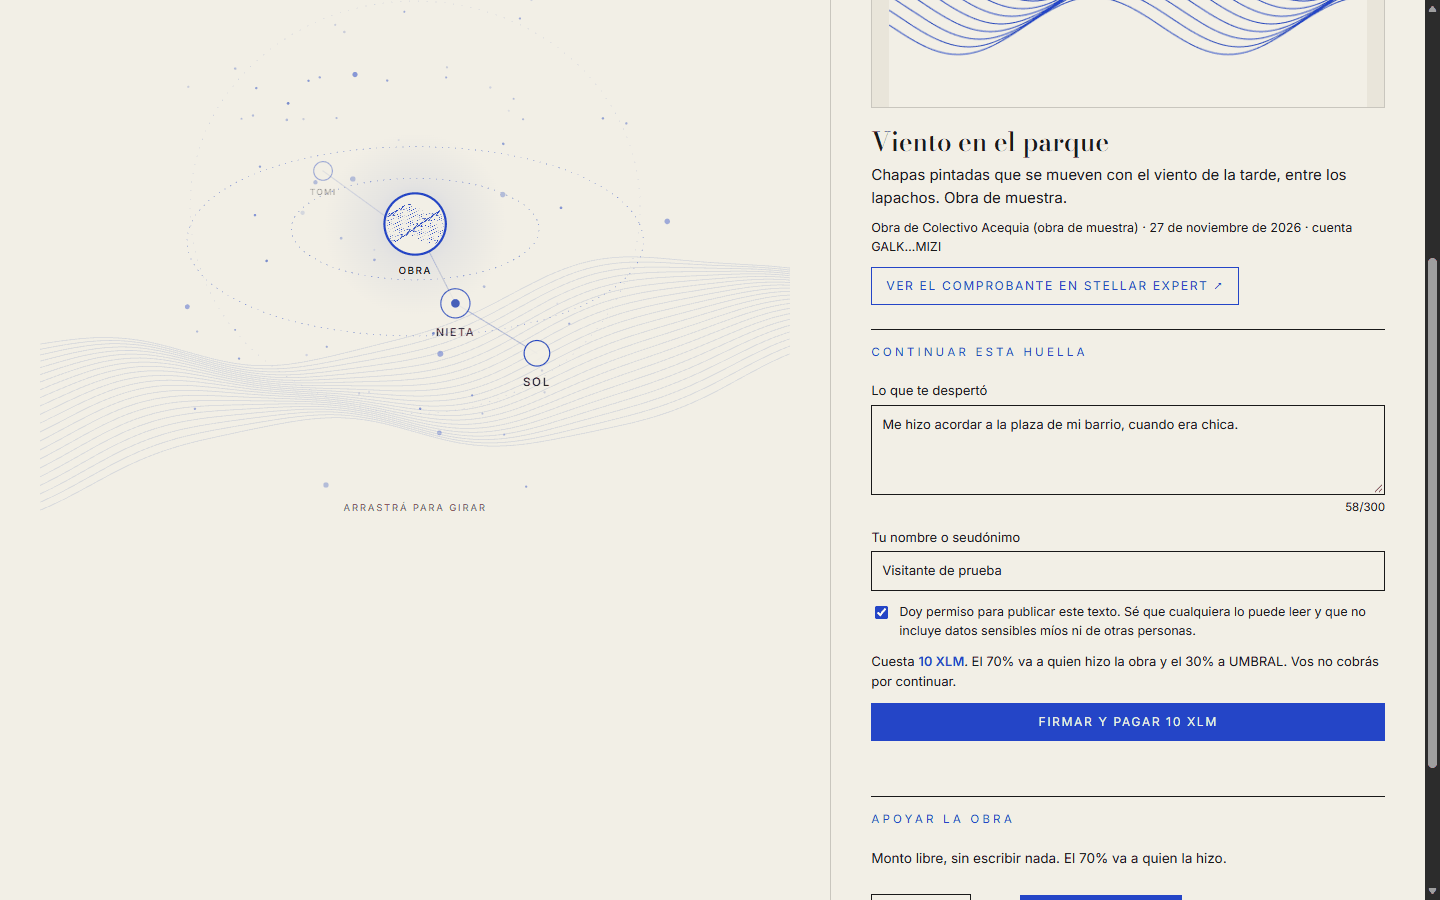 TOMI
OBRA
NIETA
SOL
ARRASTRÁ PARA GIRAR
Viento en el parque
Chapas pintadas que se mueven con el viento de la tarde, entre los
lapachos. Obra de muestra.
Obra de Colectivo Acequia (obra de muestra) · 27 de noviembre de 2026 · cuenta
GALK…MIZI
VER EL COMPROBANTE EN STELLAR EXPERT ↗
CONTINUAR ESTA HUELLA
Lo que te despertó
Me hizo acordar a la plaza de mi barrio, cuando era chica.
58/300
Tu nombre o seudónimo
Visitante de prueba
Doy permiso para publicar este texto. Sé que cualquiera lo puede leer y que no
incluye datos sensibles míos ni de otras personas.
Cuesta 10 XLM. El 70% va a quien hizo la obra y el 30% a UMBRAL. Vos no cobrás
por continuar.
FIRMAR Y PAGAR 10 XLM
APOYAR LA OBRA
Monto libre, sin escribir nada. El 70% va a quien la hizo.